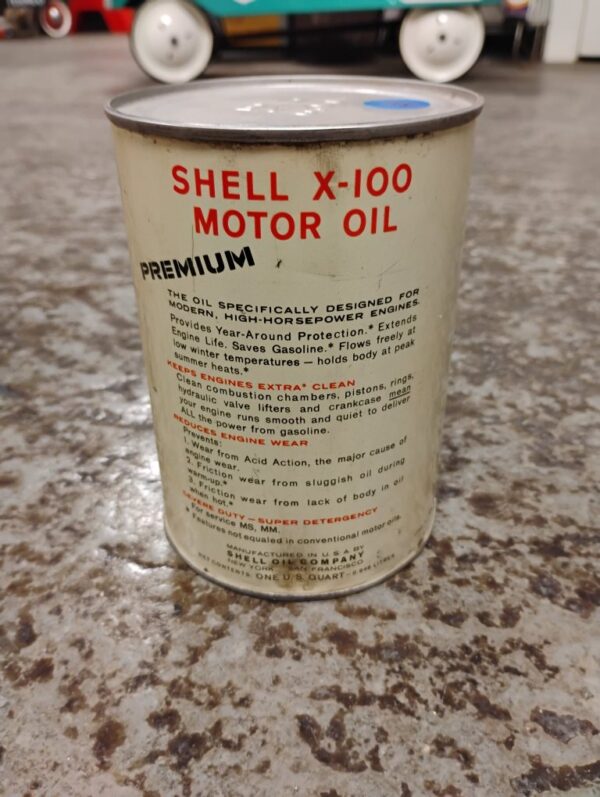 SHELL X-100
MOTOR OIL
PREMIUM
THE OIL SPECIFICALLY DESIGNED FOR
MODERN, HIGH-HORSEPOWER ENGINES.
Provides Year-Around Protection.* Extends
Engine Life. Saves Gasoline.* Flows freely at
low winter temperatures — holds body at peak
summer heats.*
KEEPS ENGINES EXTRA* CLEAN
Clean combustion chambers, pistons, rings,
hydraulic valve lifters and crankcase mean
your engine runs smooth and quiet to deliver
ALL the power from gasoline.
REDUCES ENGINE WEAR
Prevents:
1. Wear from Acid Action, the major cause of
engine wear.
2. Friction wear from sluggish oil during
warm-up.*
3. Friction wear from lack of body in oil
when hot.*
SEVERE DUTY — SUPER DETERGENCY
For service MS, MM.
* Features not equaled in conventional motor oils.
MANUFACTURED IN U.S.A. BY
SHELL OIL COMPANY
NEW YORK SAN FRANCISCO
NET CONTENTS: ONE U.S. QUART - 0.946 LITRES